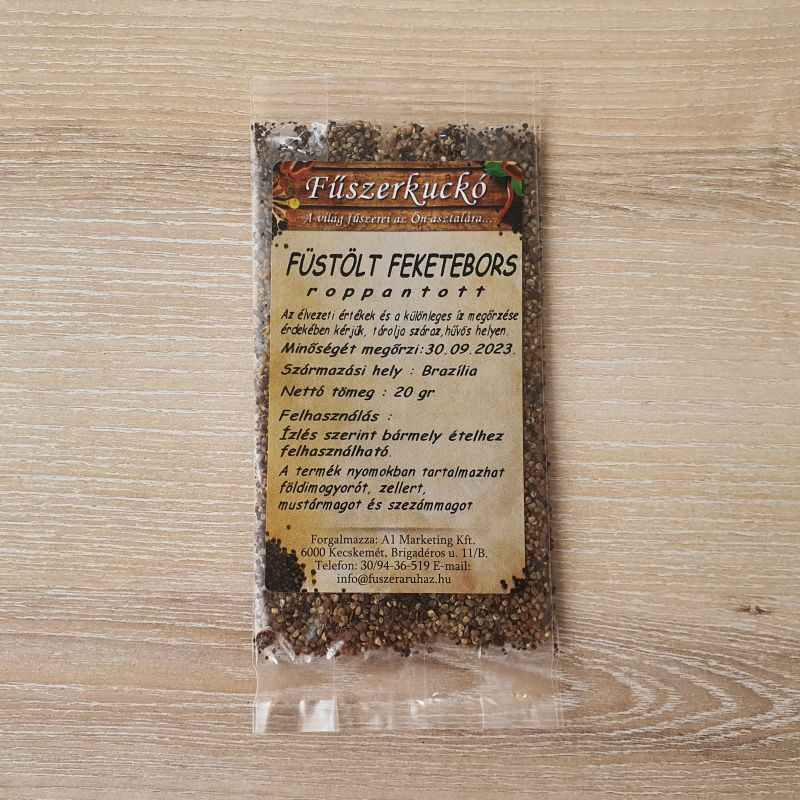 Fűszerkuckó
A világ fűszerei az Ön asztalára...
FÜSTÖLT FEKETEBORS
roppantott
Az élvezeti értékek és a különleges íz megőrzése
érdekében kérjük, tárolja száraz,hűvös helyen.
Minőségét megőrzi:30.09.2023.
Származási hely : Brazília
Nettó tömeg : 20 gr
Felhasználás :
Ízlés szerint bármely ételhez
felhasználható.
A termék nyomokban tartalmazhat
földimogyorót, zellert,
mustármagot és szezámmagot
Forgalmazza: A1 Marketing Kft.
6000 Kecskemét, Brigadéros u. 11/B.
Telefon: 30/94-36-519 E-mail:
info@fuszeraruhaz.hu